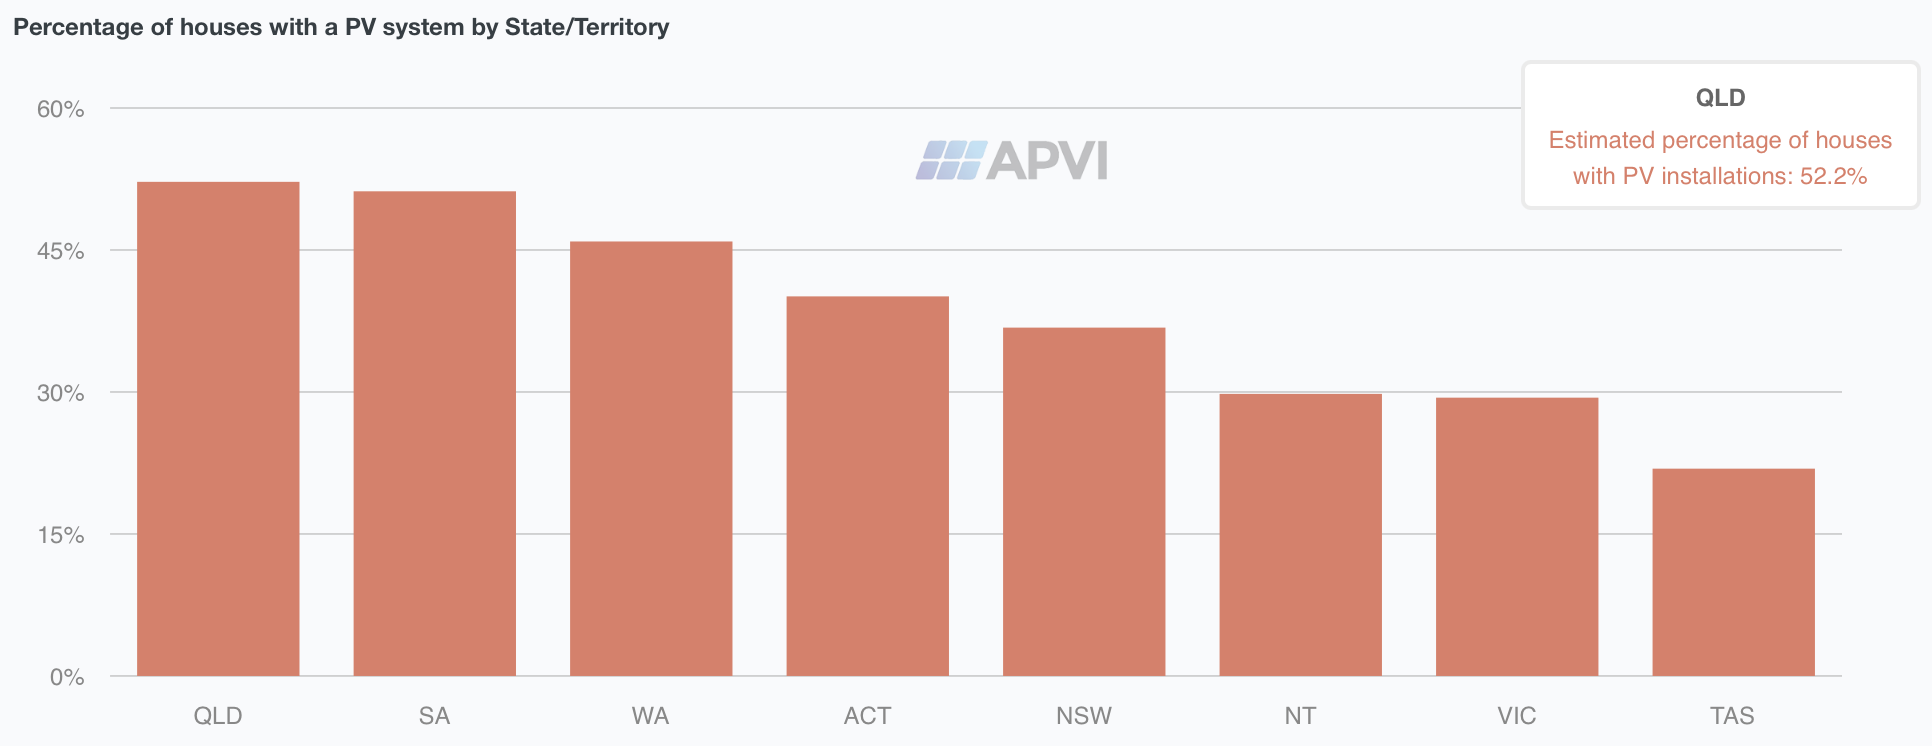 Percentage of houses with a PV system by State/Territory
QLD
Estimated percentage of houses
with PV installations: 52.2%
60%
APVI
45%
30%
15%
0%
QLD SA WA ACT NSW NT VIC TAS